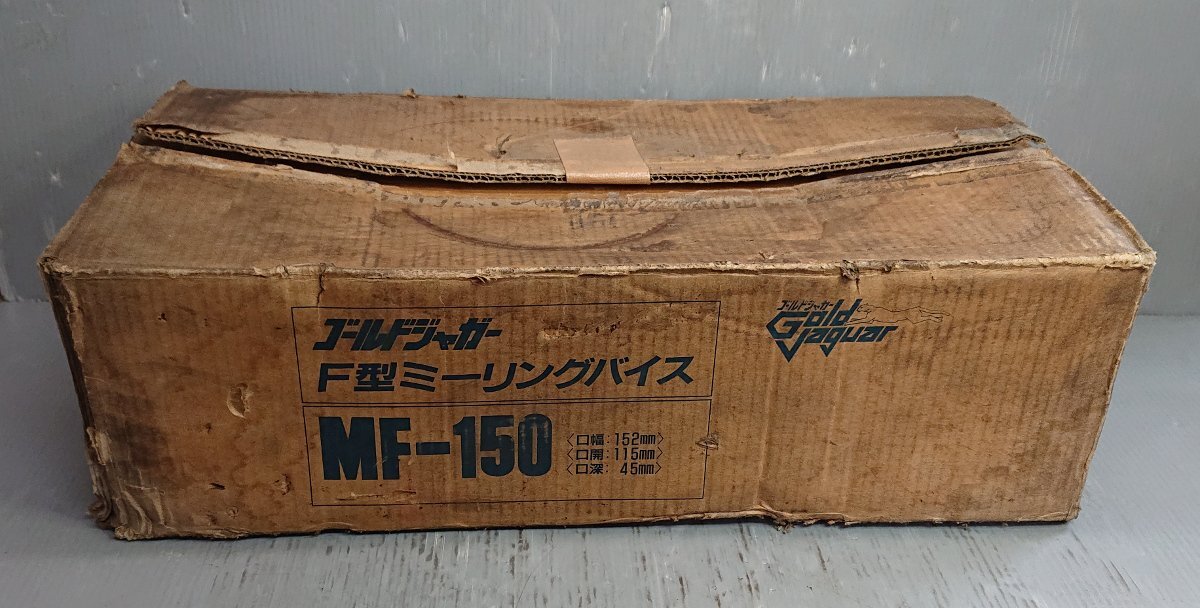 ゴールドジャガー
F型ミーリングバイス
MF-150
〈口幅:152㎜〉
〈口開:115㎜〉
〈口深: 45㎜〉
ゴールドジャガー
Gold
Jaguar